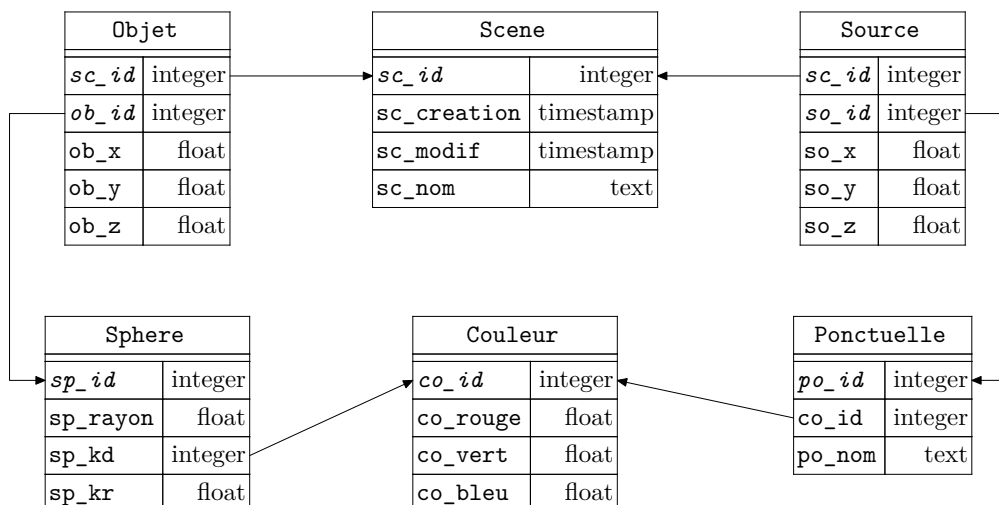 Objet
sc_id integer
ob_id integer
ob_x float
ob_y float
ob_z float
Scene
sc_id integer
sc_creation timestamp
sc_modif timestamp
sc_nom text
Source
sc_id integer
so_id integer
so_x float
so_y float
so_z float
Sphere
sp_id integer
sp_rayon float
sp_kd integer
sp_kr float
Couleur
co_id integer
co_rouge float
co_vert float
co_bleu float
Ponctuelle
po_id integer
co_id integer
po_nom text